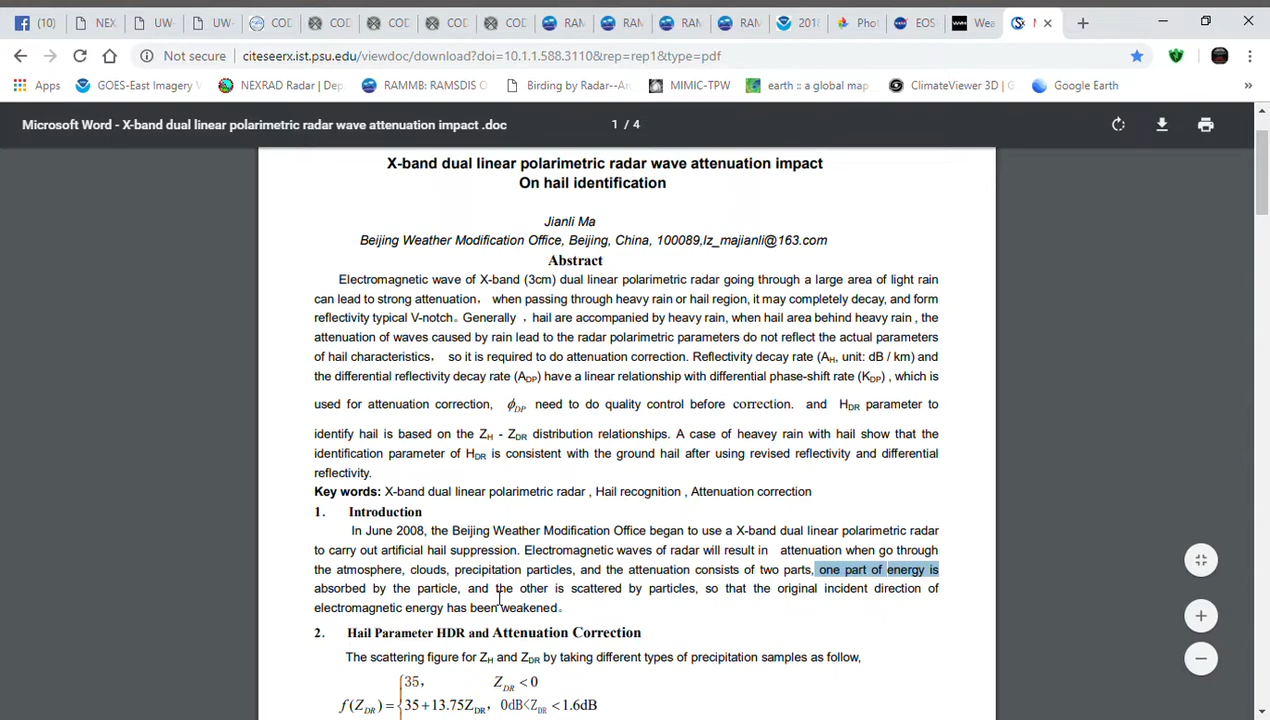 (10) NEX UW- UW- COD COD COD COD COD RAM RAM RAM RAM 2016 Pho EOS Wea
Not secure citeseerx.ist.psu.edu/viewdoc/download?doi=10.1.1.588.3110&rep=rep1&type=pdf
Apps GOES-East Imagery NEXRAD Radar | Dep RAMMB: RAMSDIS O Birding by Radar--An MIMIC-TPW earth :: a global map ClimateViewer 3D | G Google Earth »
Microsoft Word - X-band dual linear polarimetric radar wave attenuation impact .doc 1 / 4
X-band dual linear polarimetric radar wave attenuation impact
On hail identification
Jianli Ma
Beijing Weather Modification Office, Beijing, China, 100089,lz_majianli@163.com
Abstract
Electromagnetic wave of X-band (3cm) dual linear polarimetric radar going through a large area of light rain
can lead to strong attenuation， when passing through heavy rain or hail region, it may completely decay, and form
reflectivity typical V-notch。Generally ，hail are accompanied by heavy rain, when hail area behind heavy rain , the
attenuation of waves caused by rain lead to the radar polarimetric parameters do not reflect the actual parameters
of hail characteristics， so it is required to do attenuation correction. Reflectivity decay rate (AH, unit: dB / km) and
the differential reflectivity decay rate (ADP) have a linear relationship with differential phase-shift rate (KDP) , which is
used for attenuation correction, ϕDP need to do quality control before correction. and HDR parameter to
identify hail is based on the ZH - ZDR distribution relationships. A case of heavey rain with hail show that the
identification parameter of HDR is consistent with the ground hail after using revised reflectivity and differential
reflectivity.
Key words: X-band dual linear polarimetric radar , Hail recognition , Attenuation correction
1. Introduction
In June 2008, the Beijing Weather Modification Office began to use a X-band dual linear polarimetric radar
to carry out artificial hail suppression. Electromagnetic waves of radar will result in attenuation when go through
the atmosphere, clouds, precipitation particles, and the attenuation consists of two parts, one part of energy is
absorbed by the particle, and the other is scattered by particles, so that the original incident direction of
electromagnetic energy has been weakened。
2. Hail Parameter HDR and Attenuation Correction
The scattering figure for ZH and ZDR by taking different types of precipitation samples as follow,
35， ZDR <0
f(ZDR) = 35+13.75ZDR， 0dB<ZDR <1.6dB